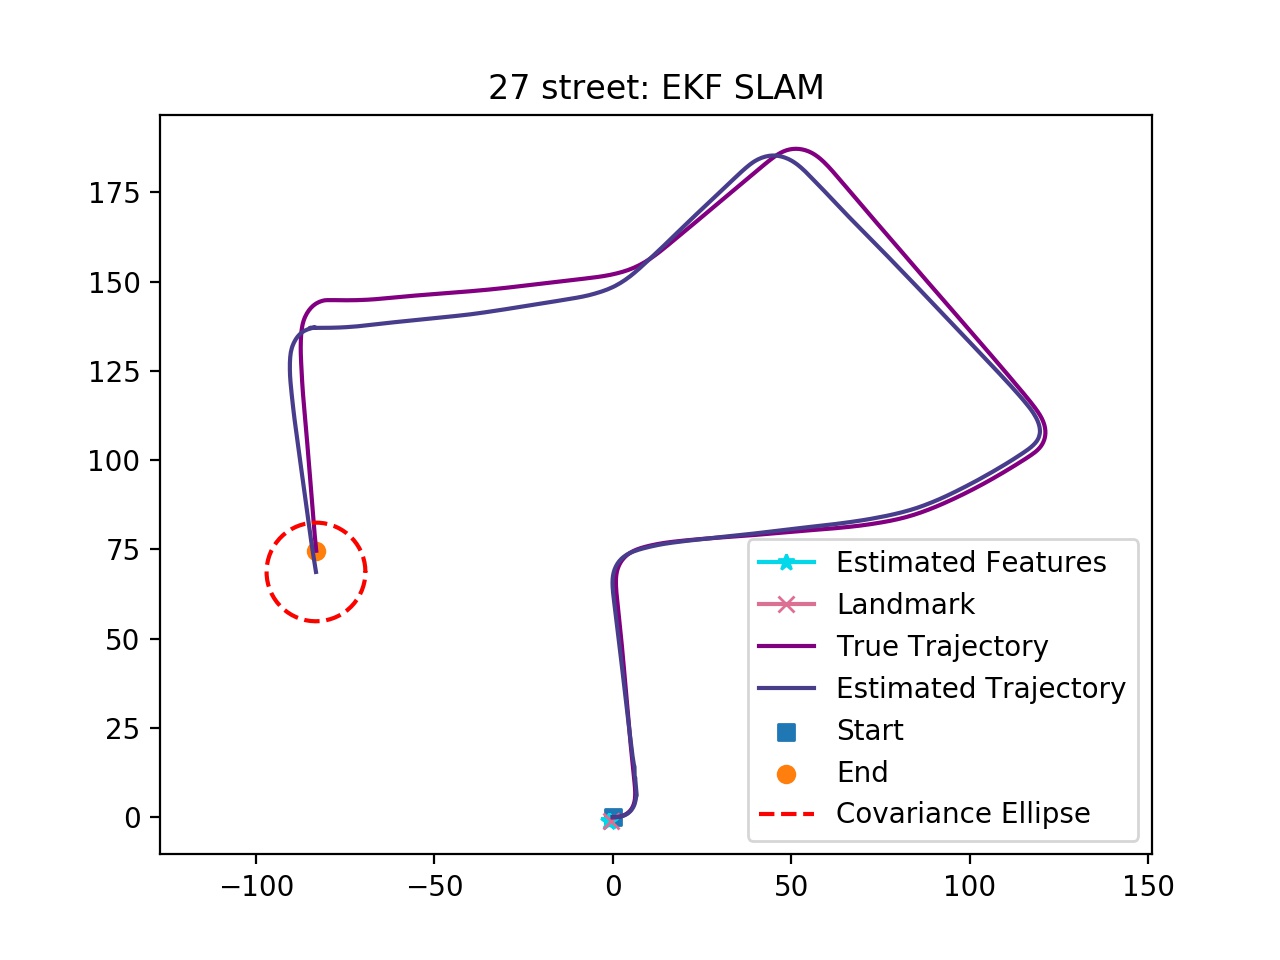 27 street: EKF SLAM
175
150
125
100
75
50
25
0
−100
−50
0
50
100
150
Estimated Features
Landmark
True Trajectory
Estimated Trajectory
Start
End
Covariance Ellipse